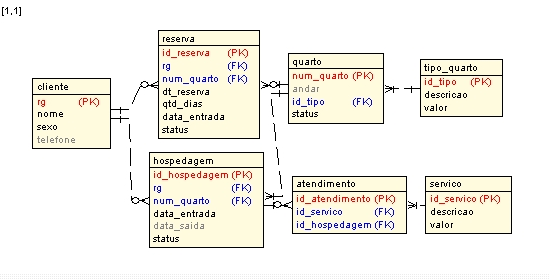 [1,1]
reserva
id_reserva (PK)
rg (FK)
num_quarto (FK)
dt_reserva
qtd_dias
data_entrada
status
quarto
num_quarto (PK)
andar
id_tipo (FK)
status
tipo_quarto
id_tipo (PK)
descricao
valor
cliente
rg (PK)
nome
sexo
telefone
hospedagem
id_hospedagem (PK)
rg (FK)
num_quarto (FK)
data_entrada
data_saida
status
atendimento
id_atendimento (PK)
id_servico (FK)
id_hospedagem (FK)
servico
id_servico (PK)
descricao
valor